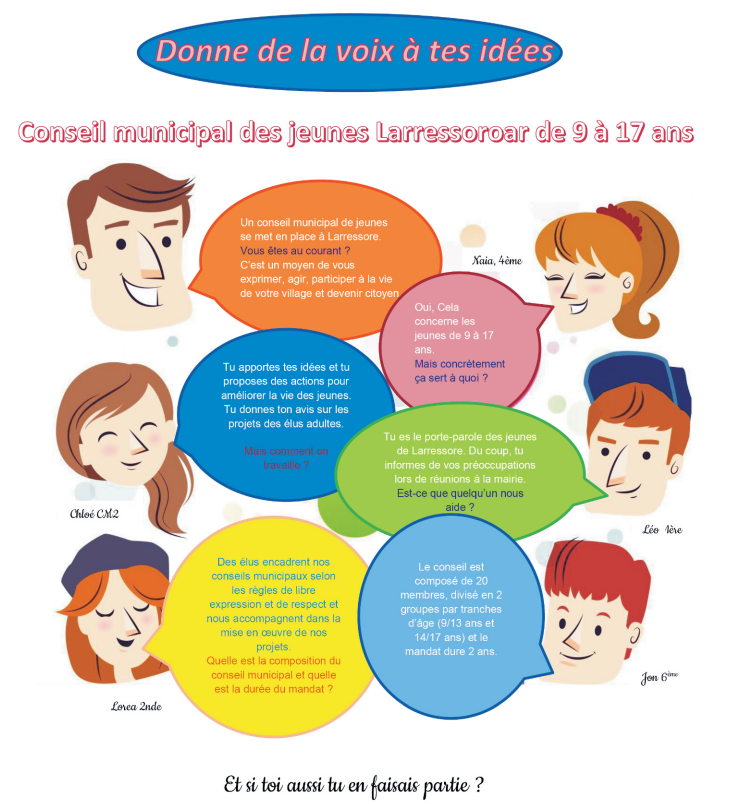 Donne de la voix à tes idées
Conseil municipal des jeunes Larressoroar de 9 à 17 ans
Un conseil municipal de jeunes
se met en place à Larressore.
Vous êtes au courant ?
C'est un moyen de vous
exprimer, agir, participer à la vie
de votre village et devenir citoyen
Naia, 4ème
Oui, Cela
concerne les
jeunes de 9 à 17
ans.
Mais concrètement
ça sert à quoi ?
Tu apportes tes idées et tu
proposes des actions pour
améliorer la vie des jeunes.
Tu donnes ton avis sur les
projets des élus adultes.
Mais comment on
travaille ?
Chloé CM2
Tu es le porte-parole des jeunes
de Larressore. Du coup, tu
informes de vos préoccupations
lors de réunions à la mairie.
Est-ce que quelqu'un nous
aide ?
Léo 1ère
Des élus encadrent nos
conseils municipaux selon
les règles de libre
expression et de respect et
nous accompagnent dans la
mise en œuvre de nos
projets.
Quelle est la composition du
conseil municipal et quelle
est la durée du mandat ?
Lorea 2nde
Le conseil est
composé de 20
membres, divisé en 2
groupes par tranches
d'âge (9/13 ans et
14/17 ans) et le
mandat dure 2 ans.
Jon 6ème
Et si toi aussi tu en faisais partie ?